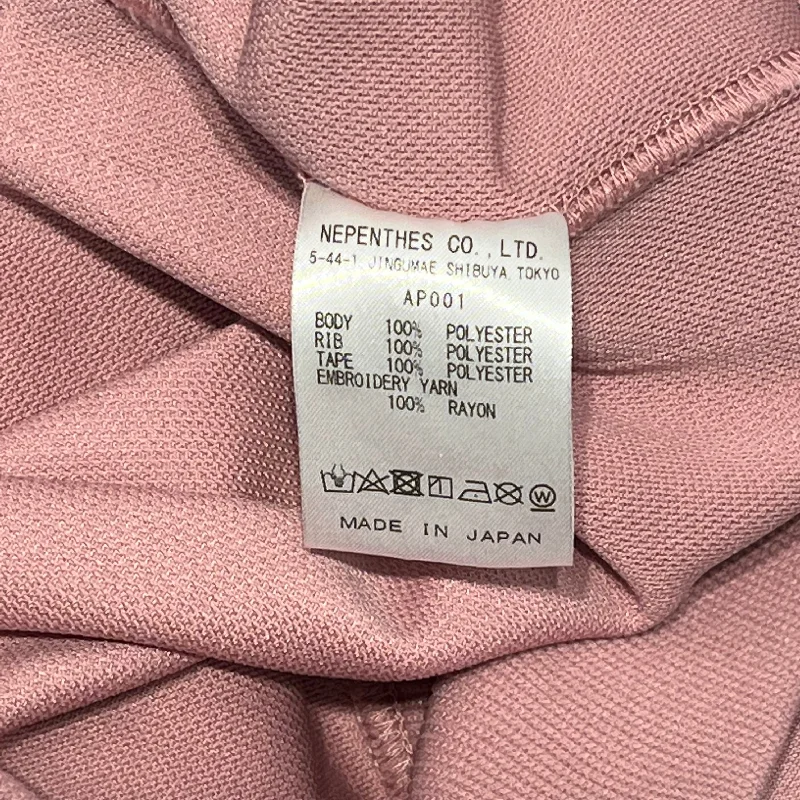 NEPENTHES CO., LTD.
5-44-1 JINGUMAE SHIBUYA TOKYO
AP001
BODY 100% POLYESTER
RIB 100% POLYESTER
TAPE 100% POLYESTER
EMBROIDERY YARN
100% RAYON
W
MADE IN JAPAN